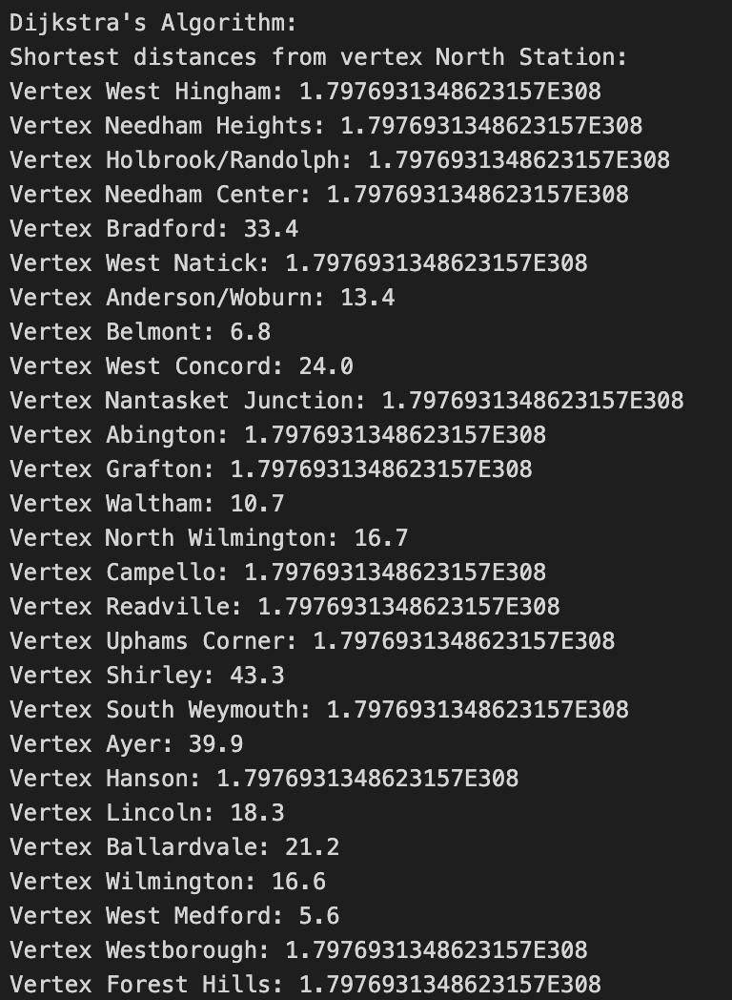 Dijkstra's Algorithm:
Shortest distances from vertex North Station:
Vertex West Hingham: 1.7976931348623157E308
Vertex Needham Heights: 1.7976931348623157E308
Vertex Holbrook/Randolph: 1.7976931348623157E308
Vertex Needham Center: 1.7976931348623157E308
Vertex Bradford: 33.4
Vertex West Natick: 1.7976931348623157E308
Vertex Anderson/Woburn: 13.4
Vertex Belmont: 6.8
Vertex West Concord: 24.0
Vertex Nantasket Junction: 1.7976931348623157E308
Vertex Abington: 1.7976931348623157E308
Vertex Grafton: 1.7976931348623157E308
Vertex Waltham: 10.7
Vertex North Wilmington: 16.7
Vertex Campello: 1.7976931348623157E308
Vertex Readville: 1.7976931348623157E308
Vertex Uphams Corner: 1.7976931348623157E308
Vertex Shirley: 43.3
Vertex South Weymouth: 1.7976931348623157E308
Vertex Ayer: 39.9
Vertex Hanson: 1.7976931348623157E308
Vertex Lincoln: 18.3
Vertex Ballardvale: 21.2
Vertex Wilmington: 16.6
Vertex West Medford: 5.6
Vertex Westborough: 1.7976931348623157E308
Vertex Forest Hills: 1.7976931348623157E308